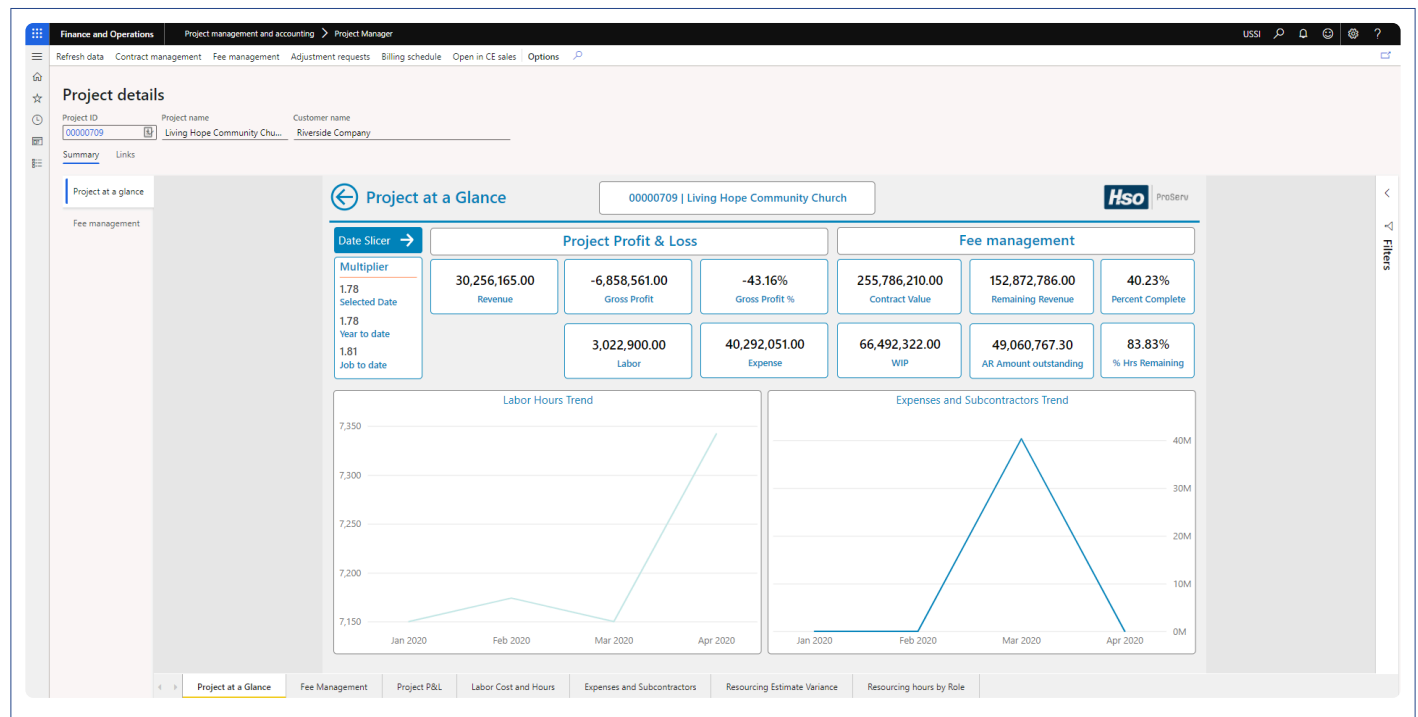 Finance and Operations Project management and accounting > Project Manager USSI ?
Refresh data Contract management Fee management Adjustment requests Billing schedule Open in CE sales Options
Project details
Project ID Project name Customer name
00000709 Living Hope Community Chu... Riverside Company
Summary Links
Project at a glance
Fee management
Project at a Glance
00000709 | Living Hope Community Church
Hso ProServ
Filters
Date Slicer
Project Profit & Loss
Fee management
Multiplier
1.78
Selected Date
1.78
Year to date
1.81
Job to date
30,256,165.00
Revenue
-6,858,561.00
Gross Profit
-43.16%
Gross Profit %
255,786,210.00
Contract Value
152,872,786.00
Remaining Revenue
40.23%
Percent Complete
3,022,900.00
Labor
40,292,051.00
Expense
66,492,322.00
WIP
49,060,767.30
AR Amount outstanding
83.83%
% Hrs Remaining
Labor Hours Trend
7,350
7,300
7,250
7,200
7,150
Jan 2020 Feb 2020 Mar 2020 Apr 2020
Expenses and Subcontractors Trend
40M
30M
20M
10M
0M
Jan 2020 Feb 2020 Mar 2020 Apr 2020
Project at a Glance Fee Management Project P&L Labor Cost and Hours Expenses and Subcontractors Resourcing Estimate Variance Resourcing hours by Role